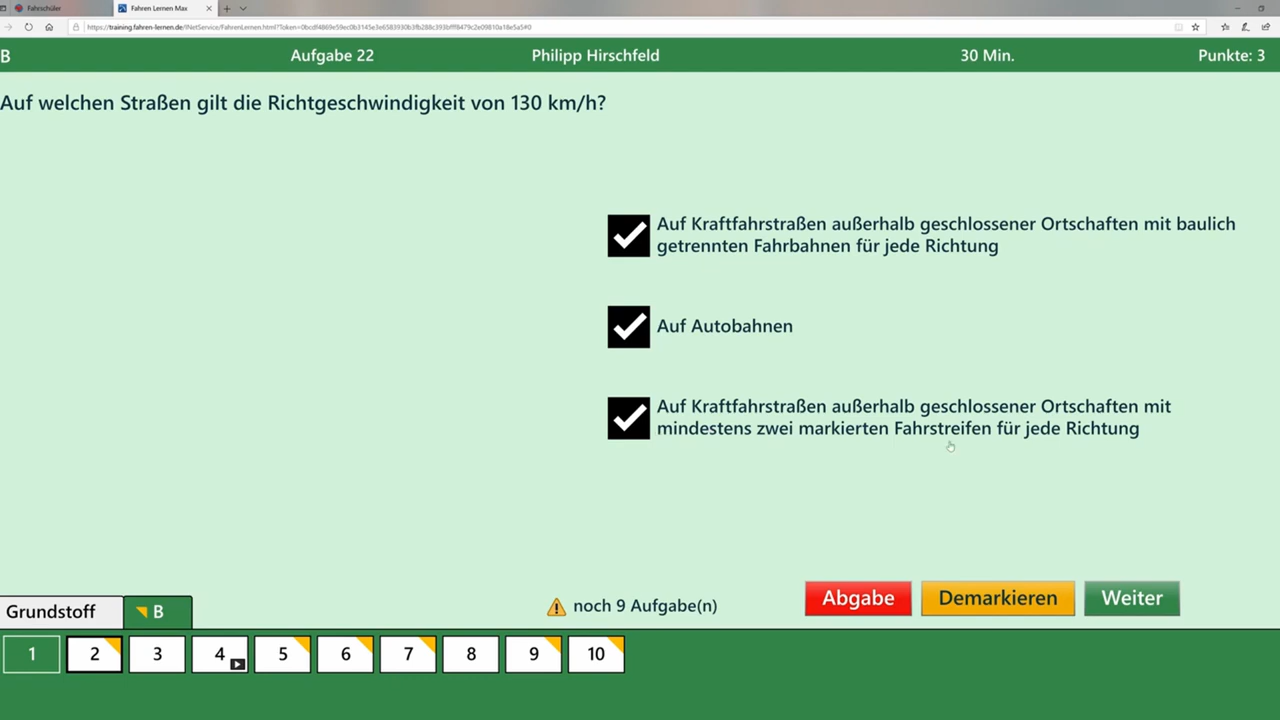 Fahrschüler
Fahren Lernen Max
B
Aufgabe 22
Philipp Hirschfeld
30 Min.
Punkte: 3
Auf welchen Straßen gilt die Richtgeschwindigkeit von 130 km/h?
Auf Kraftfahrstraßen außerhalb geschlossener Ortschaften mit baulich
getrennten Fahrbahnen für jede Richtung
Auf Autobahnen
Auf Kraftfahrstraßen außerhalb geschlossener Ortschaften mit
mindestens zwei markierten Fahrstreifen für jede Richtung
Grundstoff
B
noch 9 Aufgabe(n)
Abgabe
Demarkieren
Weiter
1
2
3
4
5
6
7
8
9
10